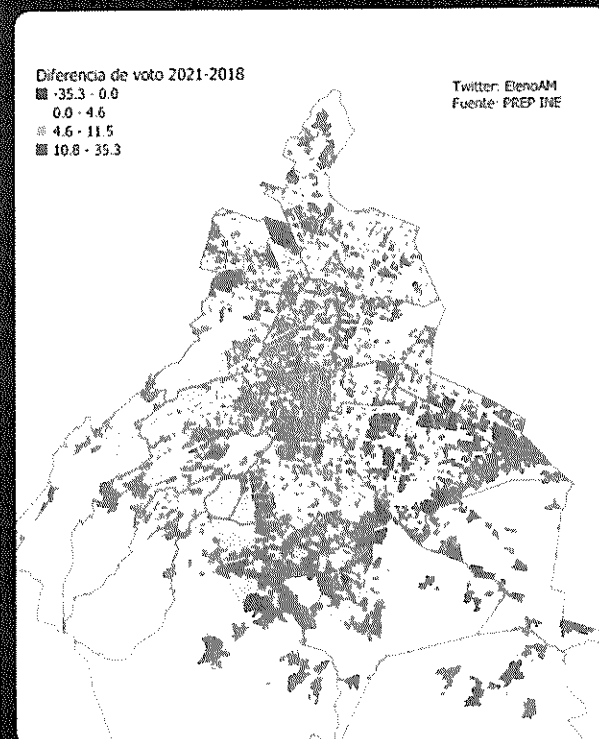 Diferencia de voto 2021-2018
-35.3 - 0.0
0.0 - 4.6
4.6 - 11.5
10.8 - 35.3
Twitter: ElenoAM
Fuente: PREP INE